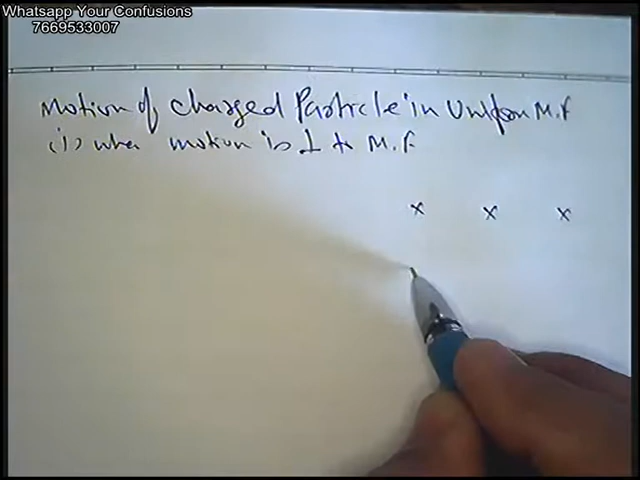 Whatsapp Your Confusions
7669533007
Motion of Charged Particle in Uniform M.F
(i) when motion is ⊥ to M.F
x x x